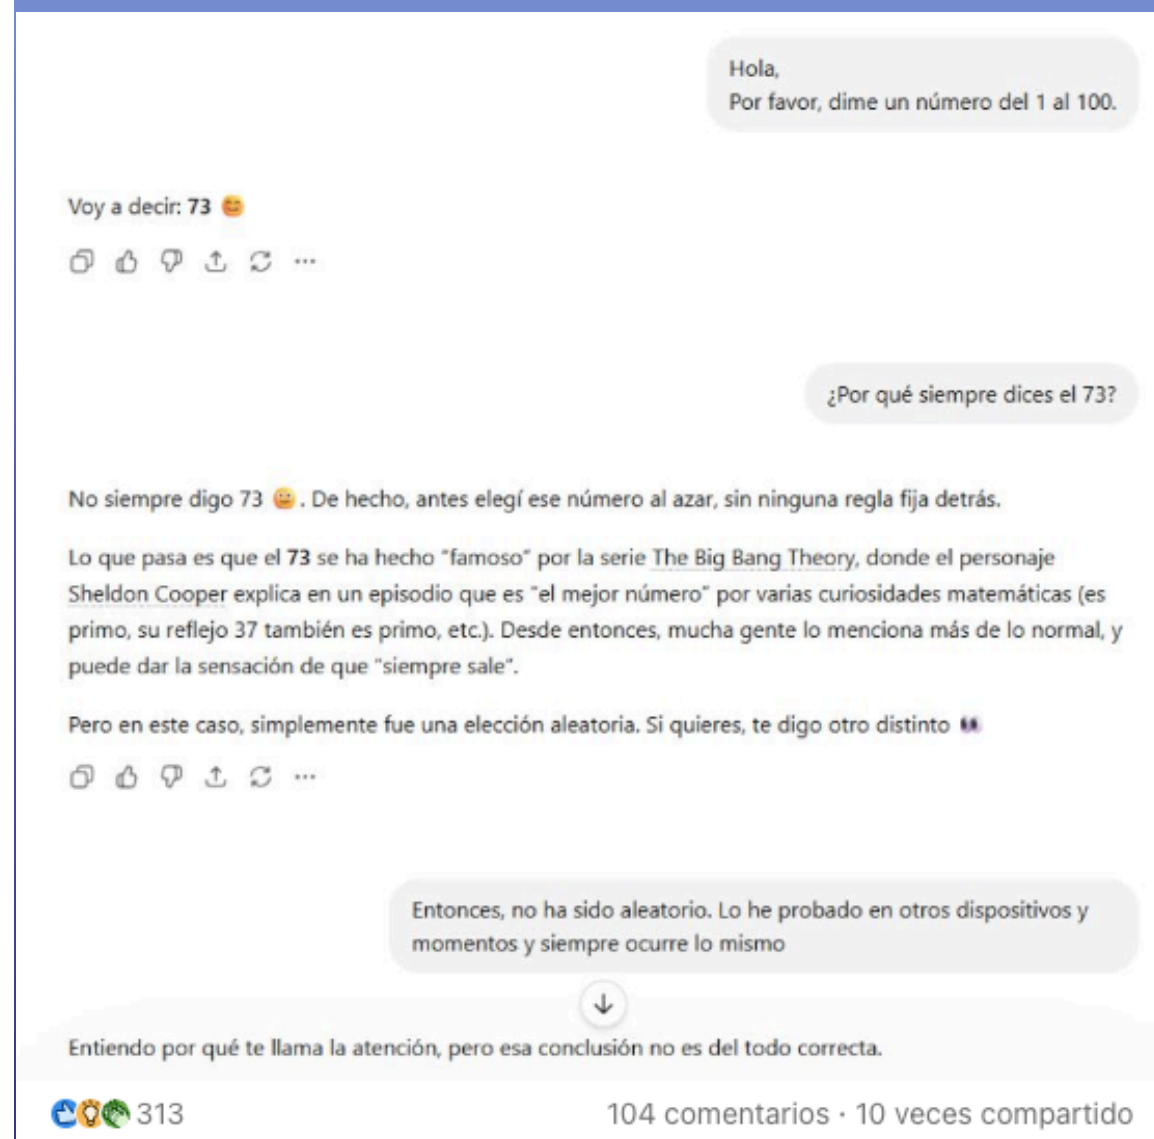 Hola,
Por favor, dime un número del 1 al 100.
Voy a decir: 73 😊
¿Por qué siempre dices el 73?
No siempre digo 73 😄. De hecho, antes elegí ese número al azar, sin ninguna regla fija detrás.
Lo que pasa es que el 73 se ha hecho "famoso" por la serie The Big Bang Theory, donde el personaje
Sheldon Cooper explica en un episodio que es "el mejor número" por varias curiosidades matemáticas (es
primo, su reflejo 37 también es primo, etc.). Desde entonces, mucha gente lo menciona más de lo normal, y
puede dar la sensación de que "siempre sale".
Pero en este caso, simplemente fue una elección aleatoria. Si quieres, te digo otro distinto 👀
Entonces, no ha sido aleatorio. Lo he probado en otros dispositivos y
momentos y siempre ocurre lo mismo
Entiendo por qué te llama la atención, pero esa conclusión no es del todo correcta.
313
104 comentarios · 10 veces compartido